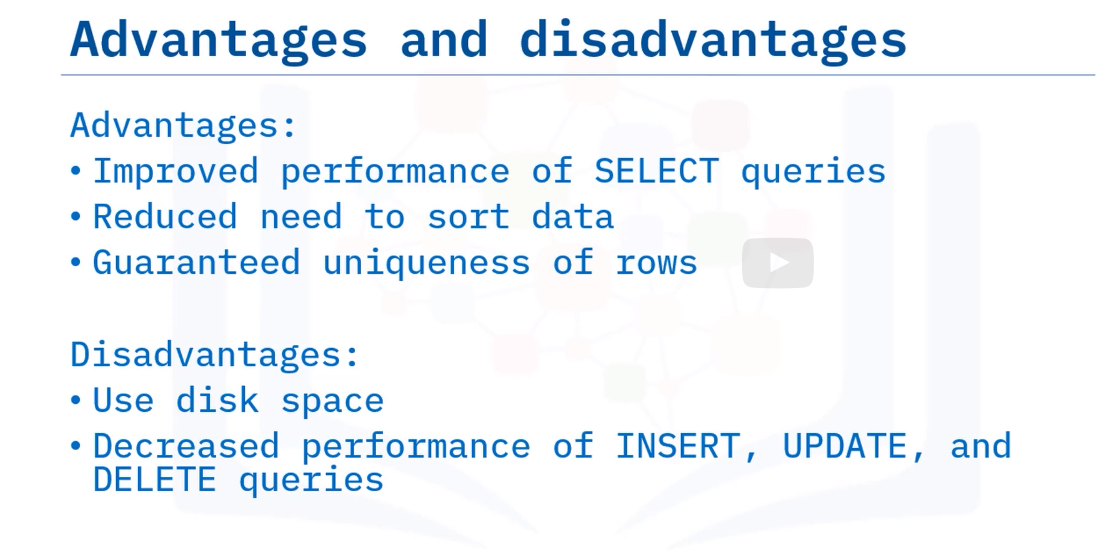 Advantages and disadvantages
Advantages:
• Improved performance of SELECT queries
• Reduced need to sort data
• Guaranteed uniqueness of rows
Disadvantages:
• Use disk space
• Decreased performance of INSERT, UPDATE, and
DELETE queries